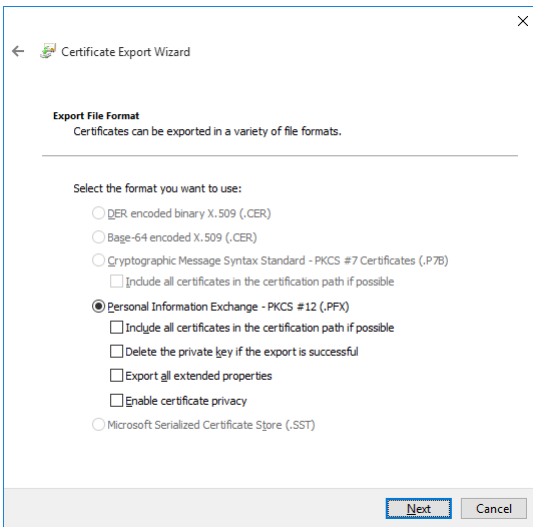 Certificate Export Wizard
Export File Format
Certificates can be exported in a variety of file formats.
Select the format you want to use:
DER encoded binary X.509 (.CER)
Base-64 encoded X.509 (.CER)
Cryptographic Message Syntax Standard - PKCS #7 Certificates (.P7B)
Include all certificates in the certification path if possible
Personal Information Exchange - PKCS #12 (.PFX)
Include all certificates in the certification path if possible
Delete the private key if the export is successful
Export all extended properties
Enable certificate privacy
Microsoft Serialized Certificate Store (.SST)
Next Cancel